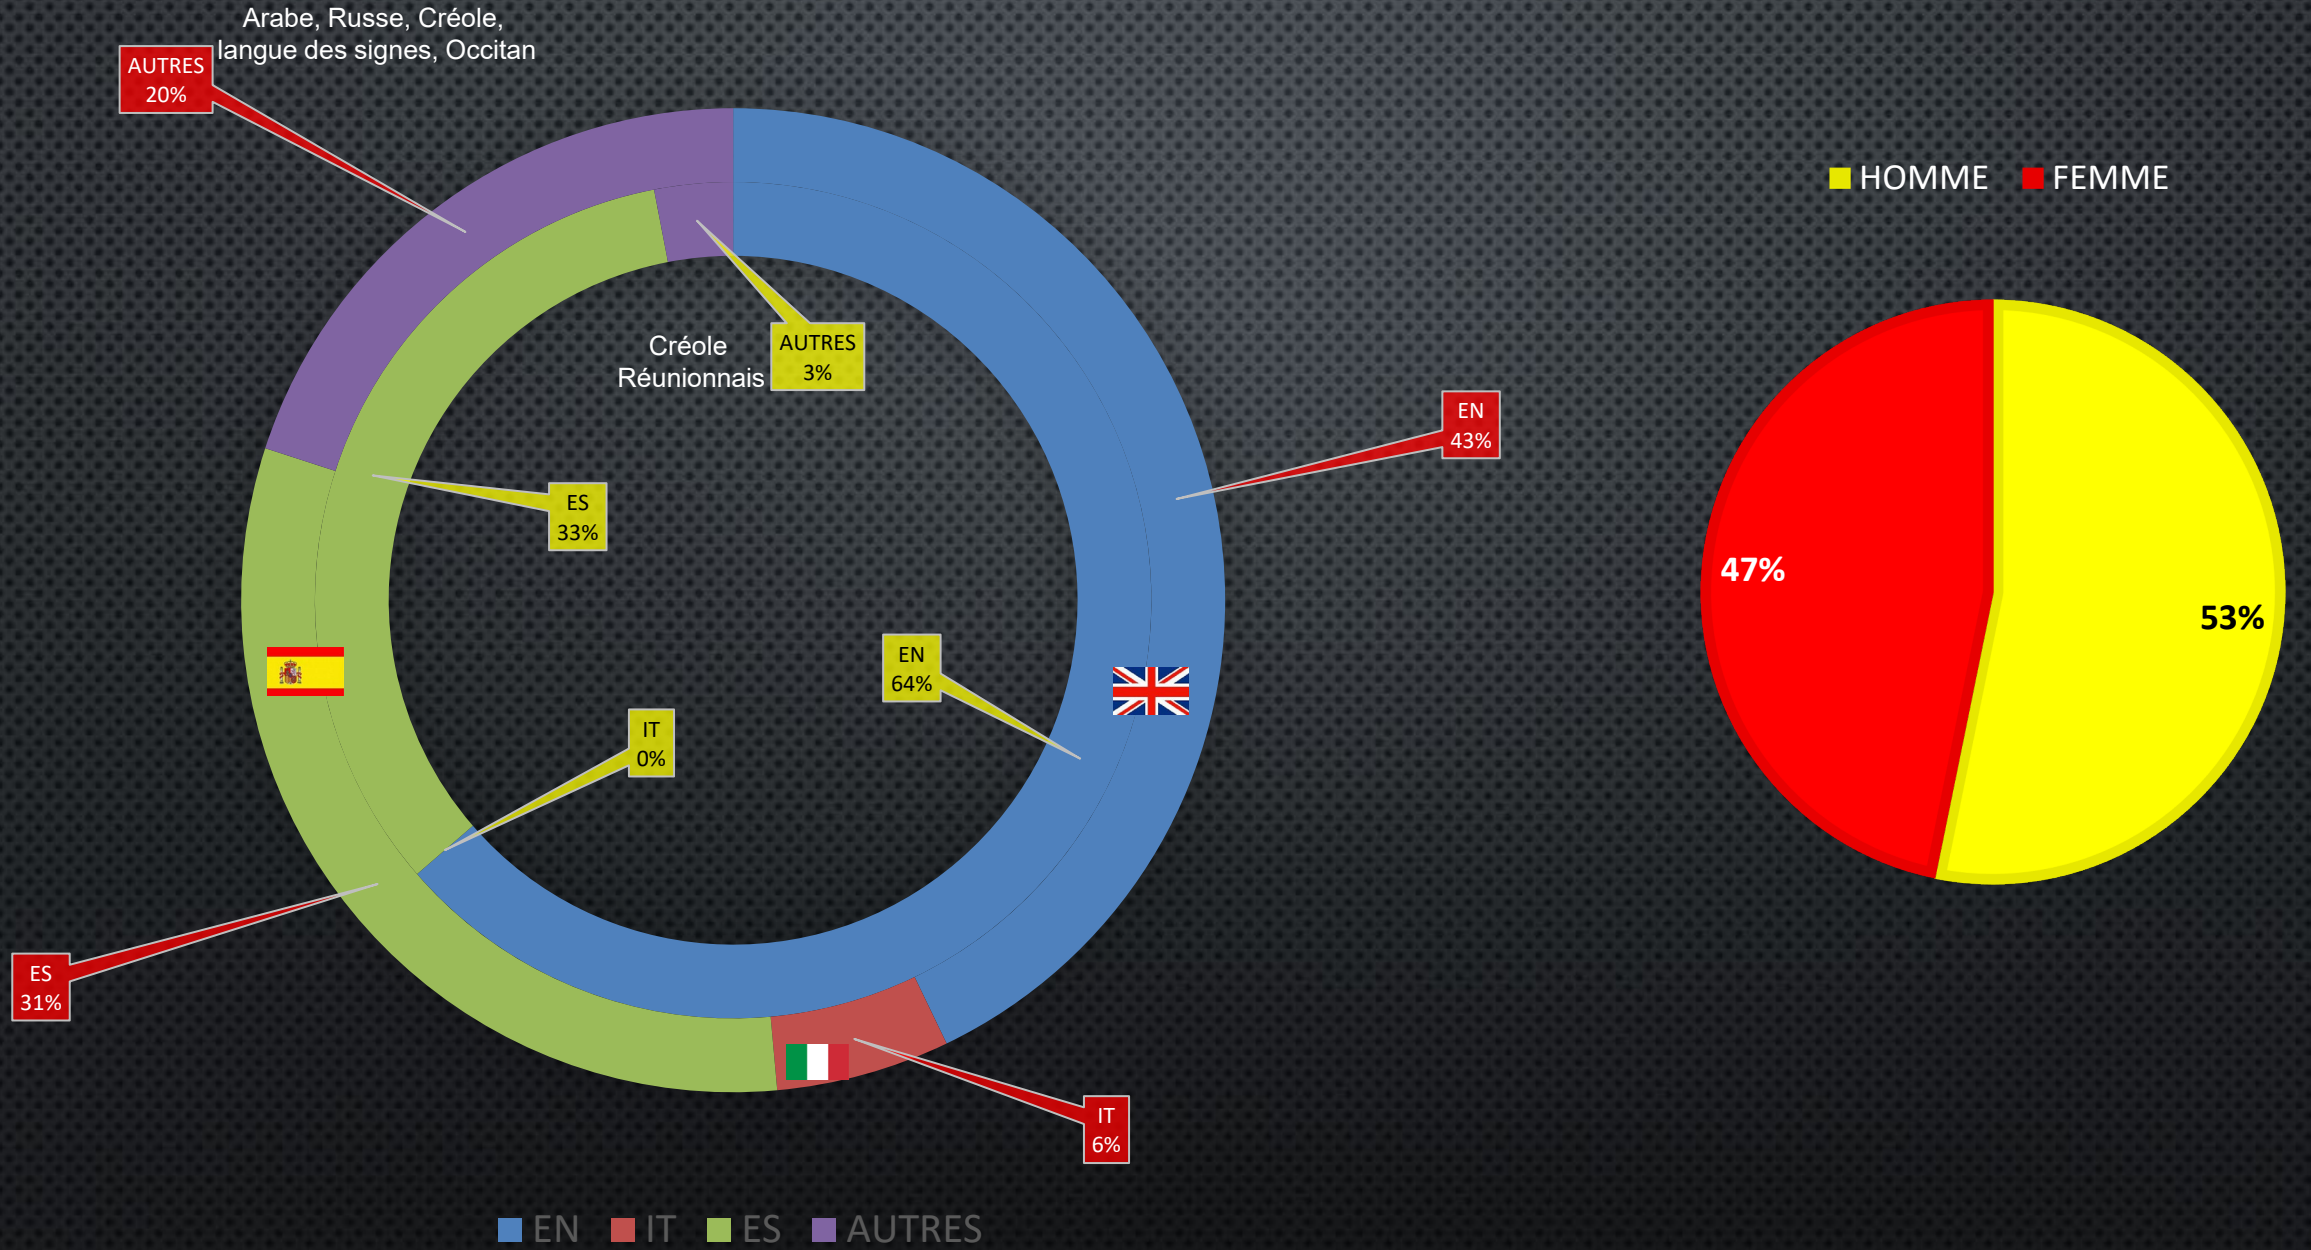 Arabe, Russe, Créole,
langue des signes, Occitan
AUTRES
20%
HOMME FEMME
Créole
Réunionnais
AUTRES
3%
EN
43%
ES
33%
47%
53%
EN
64%
IT
0%
ES
31%
IT
6%
EN IT ES AUTRES